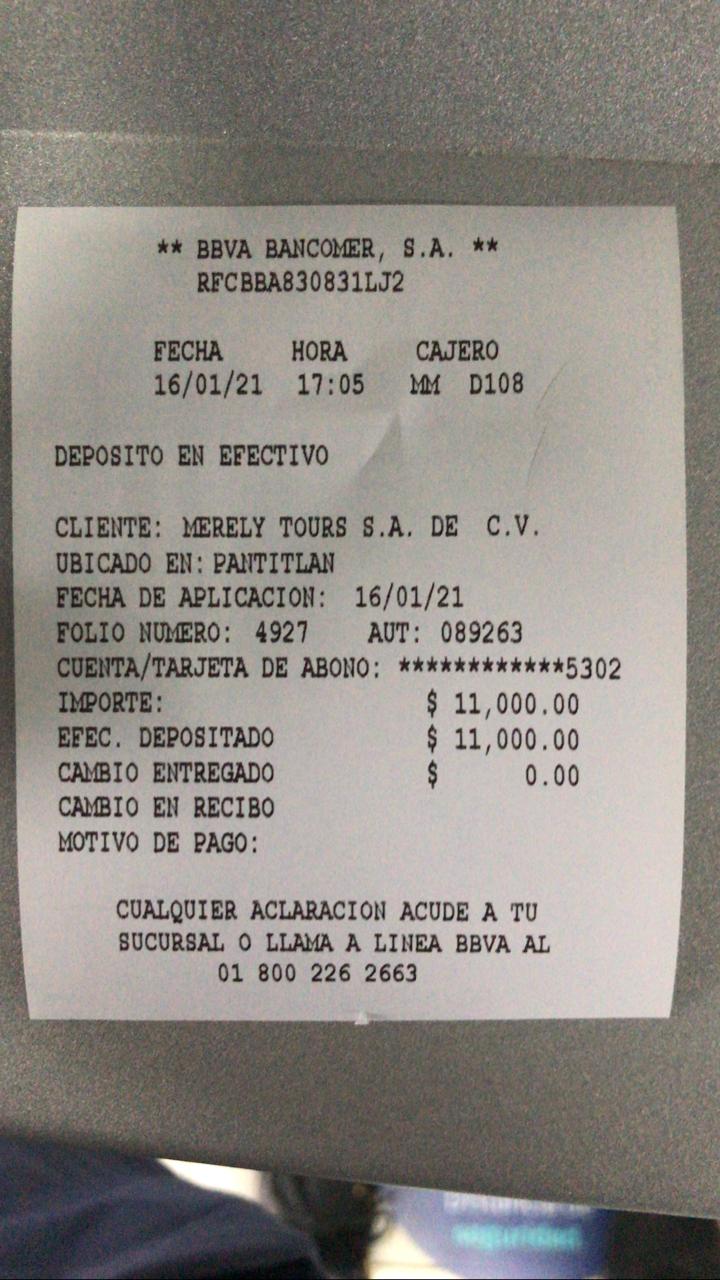 ** BBVA BANCOMER, S.A. **
RFCBBA830831LJ2
FECHA HORA CAJERO
16/01/21 17:05 MM D108
DEPOSITO EN EFECTIVO
CLIENTE: MERELY TOURS S.A. DE C.V.
UBICADO EN: PANTITLAN
FECHA DE APLICACION: 16/01/21
FOLIO NUMERO: 4927 AUT: 089263
CUENTA/TARJETA DE ABONO: ************5302
IMPORTE: $ 11,000.00
EFEC. DEPOSITADO $ 11,000.00
CAMBIO ENTREGADO $ 0.00
CAMBIO EN RECIBO
MOTIVO DE PAGO:
CUALQUIER ACLARACION ACUDE A TU
SUCURSAL O LLAMA A LINEA BBVA AL
01 800 226 2663
seguridad